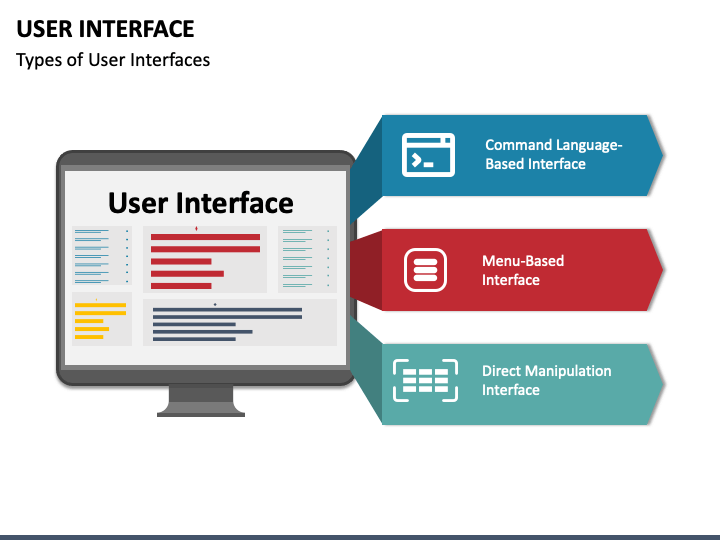 USER INTERFACE
Types of User Interfaces
User Interface
Command Language-
Based Interface
Menu-Based
Interface
Direct Manipulation
Interface